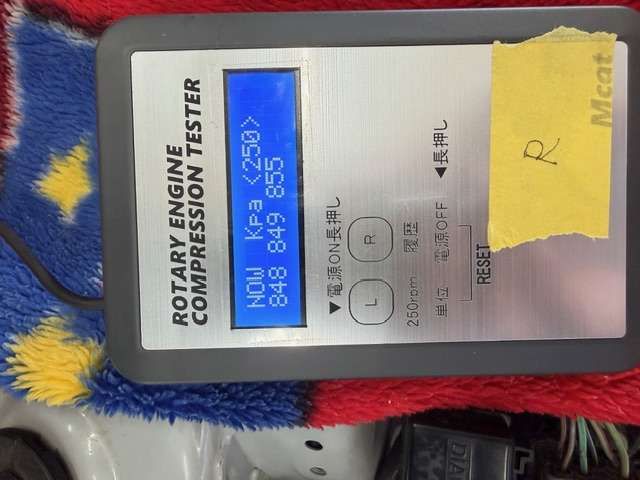 ROTARY ENGINE
COMPRESSION TESTER
NOW Kpa <250>
848 849 855
▼電源ON長押し
L R
250rpm 履歴
単位 電源OFF ◀長押し
RESET
R
Mcat
DIA